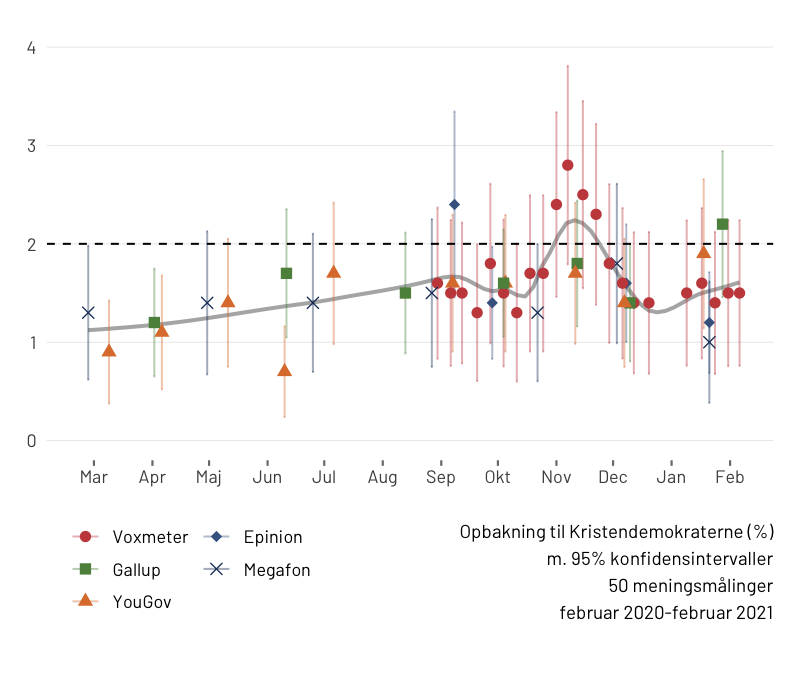 4
3
2
1
0
Mar Apr Maj Jun Jul Aug Sep Okt Nov Dec Jan Feb
Voxmeter Epinion
Gallup Megafon
YouGov
Opbakning til Kristendemokraterne (%)
m. 95% konfidensintervaller
50 meningsmålinger
februar 2020-februar 2021